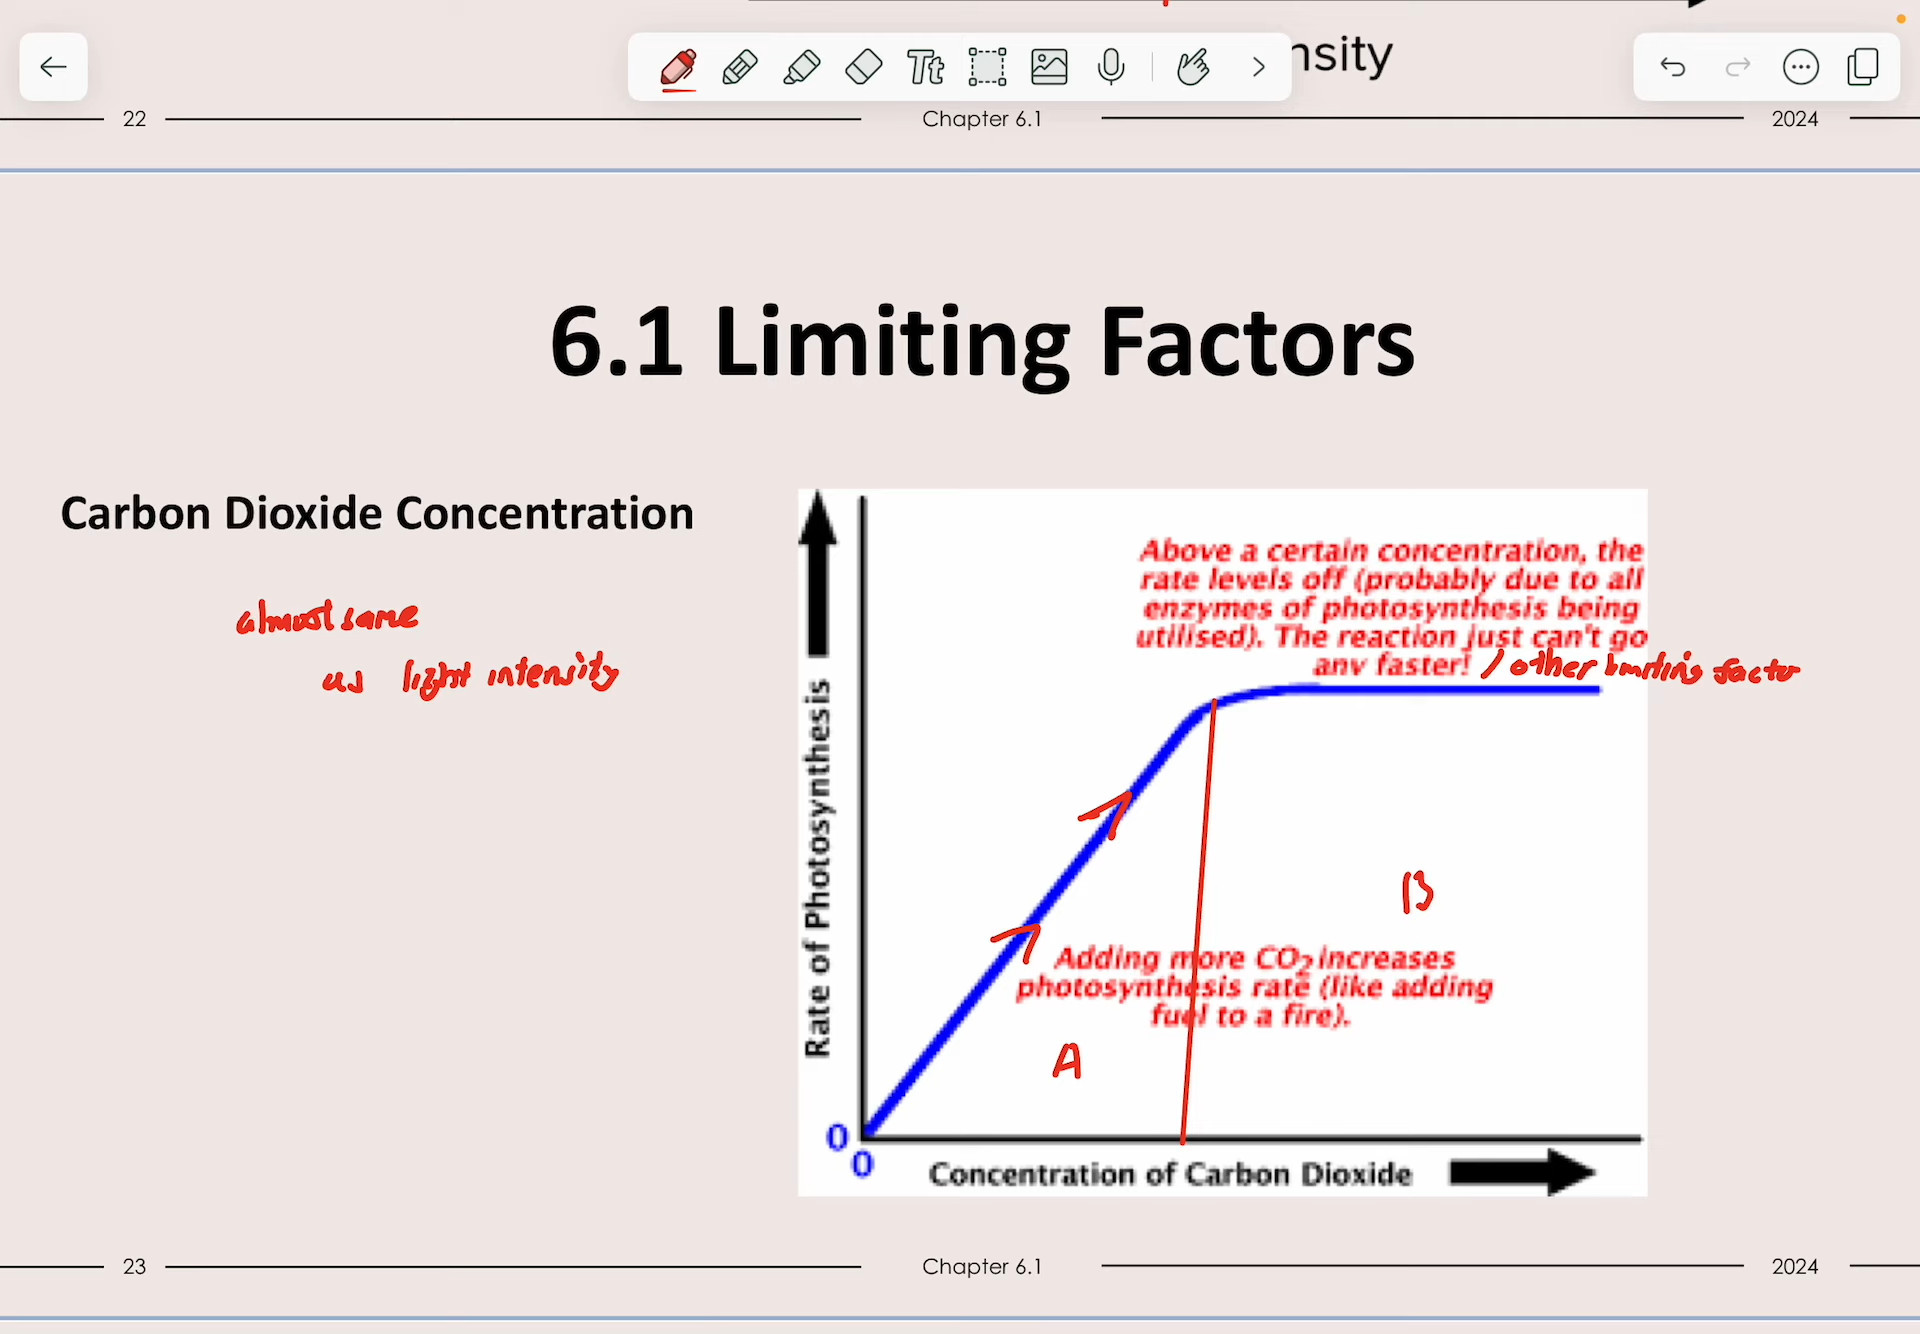 nsity
Tt
22
Chapter 6.1
2024
6.1 Limiting Factors
Carbon Dioxide Concentration
almost same
as light intensity
Above a certain concentration, the
rate levels off (probably due to all
enzymes of photosynthesis being
utilised). The reaction just can't go
any faster! / other limiting factor
Rate of Photosynthesis
B
Adding more CO₂ increases
photosynthesis rate (like adding
fuel to a fire).
A
0
0
Concentration of Carbon Dioxide
23
Chapter 6.1
2024